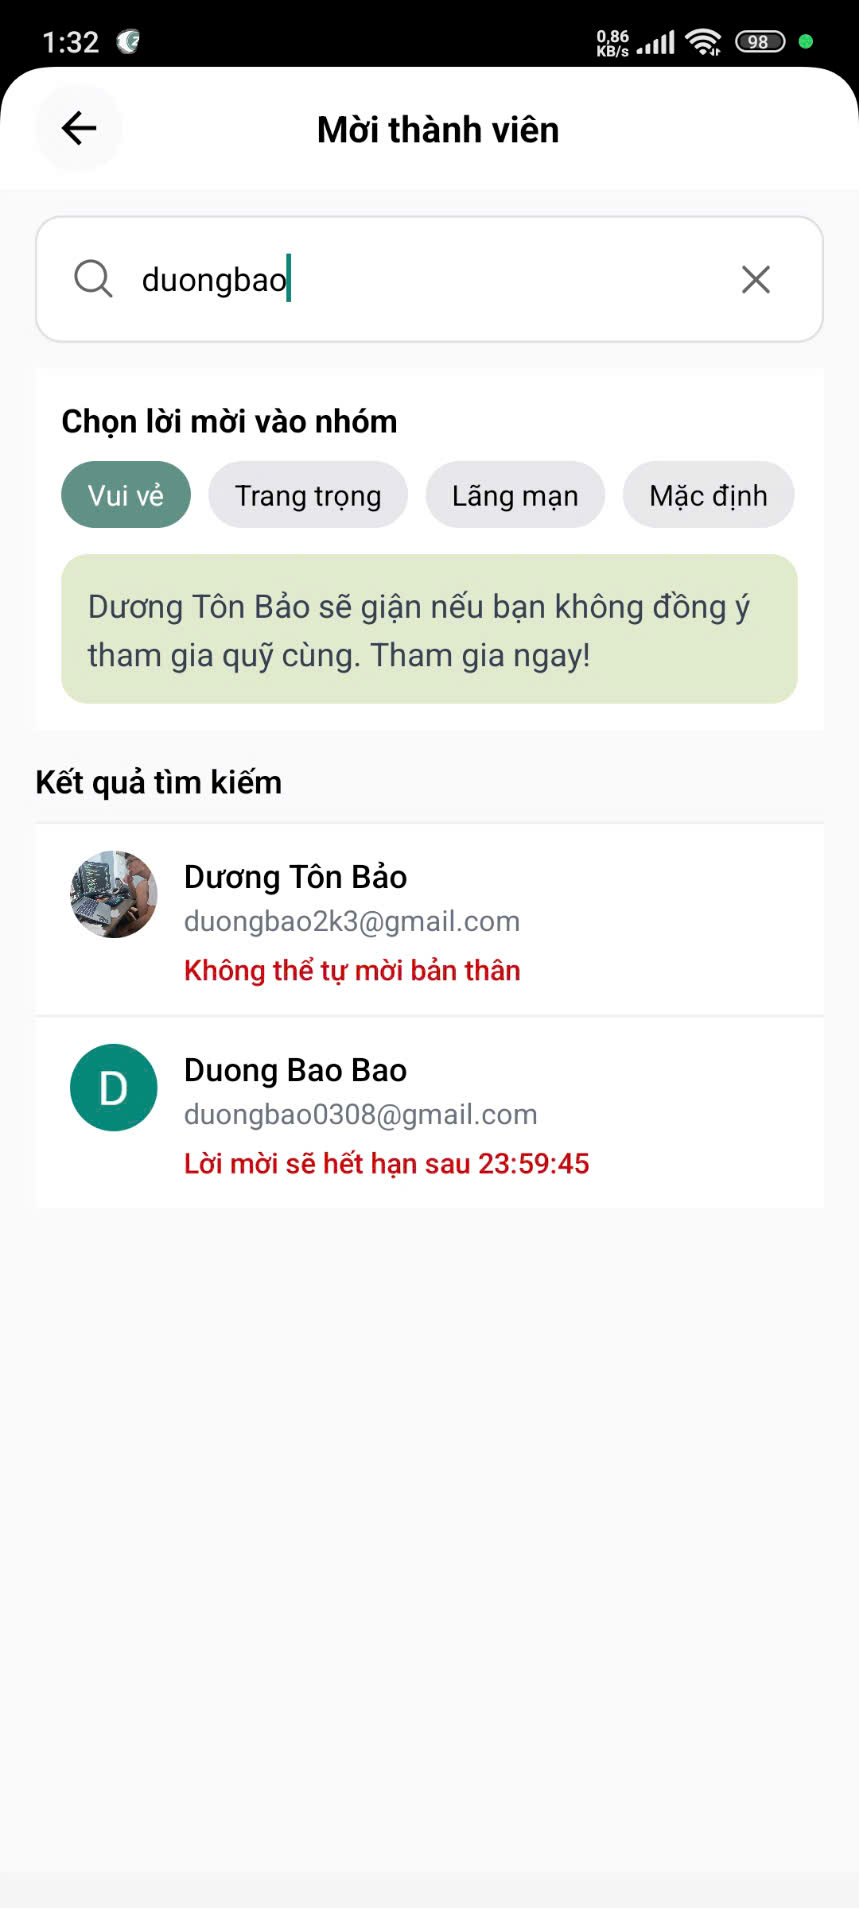 1:32
0,86
KB/s
98
Mời thành viên
duongbao
Chọn lời mời vào nhóm
Vui vẻ
Trang trọng
Lãng mạn
Mặc định
Dương Tôn Bảo sẽ giận nếu bạn không đồng ý
tham gia quỹ cùng. Tham gia ngay!
Kết quả tìm kiếm
Dương Tôn Bảo
duongbao2k3@gmail.com
Không thể tự mời bản thân
D
Duong Bao Bao
duongbao0308@gmail.com
Lời mời sẽ hết hạn sau 23:59:45